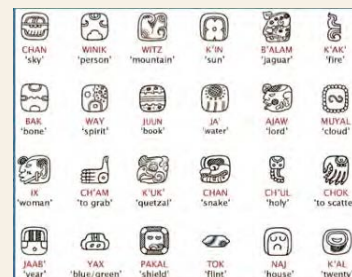 CHAN WINIK WITZ K'IN B'ALAM K'AK'
'sky' 'person' 'mountain' 'sun' 'jaguar' 'fire'
BAK WAY JUUN JA' AJAW MUYAL
'bone' 'spirit' 'book' 'water' 'lord' 'cloud'
IX CH'AM K'UK' CHAN CH'UL CHOK
'woman' 'to grab' 'quetzal' 'snake' 'holy' 'to scatte
JAAB' YAX PAKAL TOK NAJ K'AL
'year' 'blue/green' 'shield' 'flint' 'house' 'twenty